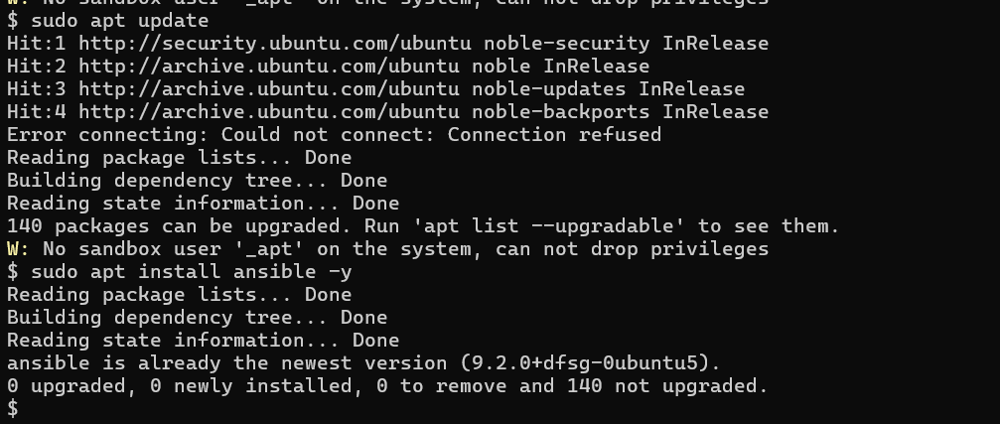 W: No sandbox user '_apt' on the system, can not drop privileges
$ sudo apt update
Hit:1 http://security.ubuntu.com/ubuntu noble-security InRelease
Hit:2 http://archive.ubuntu.com/ubuntu noble InRelease
Hit:3 http://archive.ubuntu.com/ubuntu noble-updates InRelease
Hit:4 http://archive.ubuntu.com/ubuntu noble-backports InRelease
Error connecting: Could not connect: Connection refused
Reading package lists... Done
Building dependency tree... Done
Reading state information... Done
140 packages can be upgraded. Run 'apt list --upgradable' to see them.
W: No sandbox user '_apt' on the system, can not drop privileges
$ sudo apt install ansible -y
Reading package lists... Done
Building dependency tree... Done
Reading state information... Done
ansible is already the newest version (9.2.0+dfsg-0ubuntu5).
0 upgraded, 0 newly installed, 0 to remove and 140 not upgraded.
$